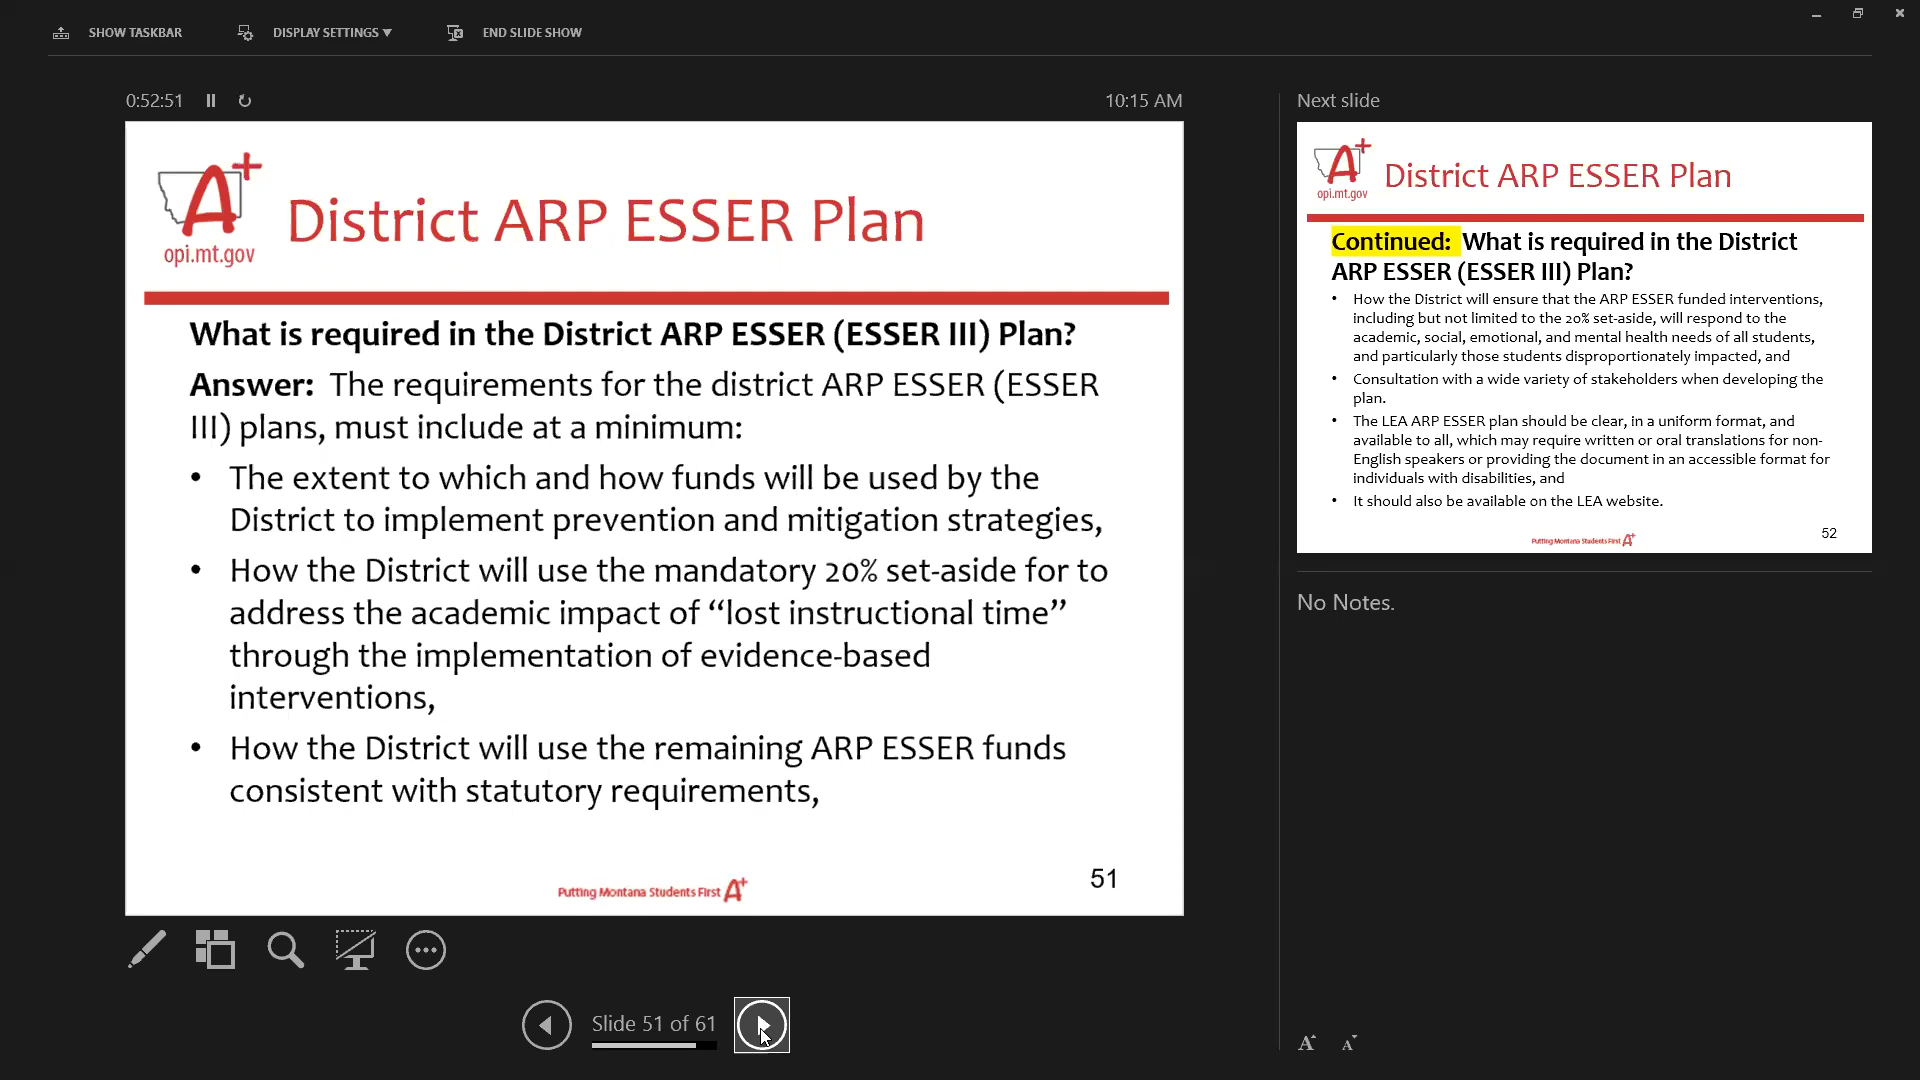 SHOW TASKBAR
DISPLAY SETTINGS ▼
END SLIDE SHOW
0:52:51
10:15 AM
A+
opi.mt.gov
District ARP ESSER Plan
What is required in the District ARP ESSER (ESSER III) Plan?
Answer: The requirements for the district ARP ESSER (ESSER
III) plans, must include at a minimum:
• The extent to which and how funds will be used by the
District to implement prevention and mitigation strategies,
• How the District will use the mandatory 20% set-aside for to
address the academic impact of “lost instructional time”
through the implementation of evidence-based
interventions,
• How the District will use the remaining ARP ESSER funds
consistent with statutory requirements,
Putting Montana Students First A+
51
Slide 51 of 61
Next slide
A+
opi.mt.gov
District ARP ESSER Plan
Continued: What is required in the District
ARP ESSER (ESSER III) Plan?
• How the District will ensure that the ARP ESSER funded interventions,
including but not limited to the 20% set-aside, will respond to the
academic, social, emotional, and mental health needs of all students,
and particularly those students disproportionately impacted, and
• Consultation with a wide variety of stakeholders when developing the
plan.
• The LEA ARP ESSER plan should be clear, in a uniform format, and
available to all, which may require written or oral translations for non-
English speakers or providing the document in an accessible format for
individuals with disabilities, and
• It should also be available on the LEA website.
Putting Montana Students First A+
52
No Notes.
A A